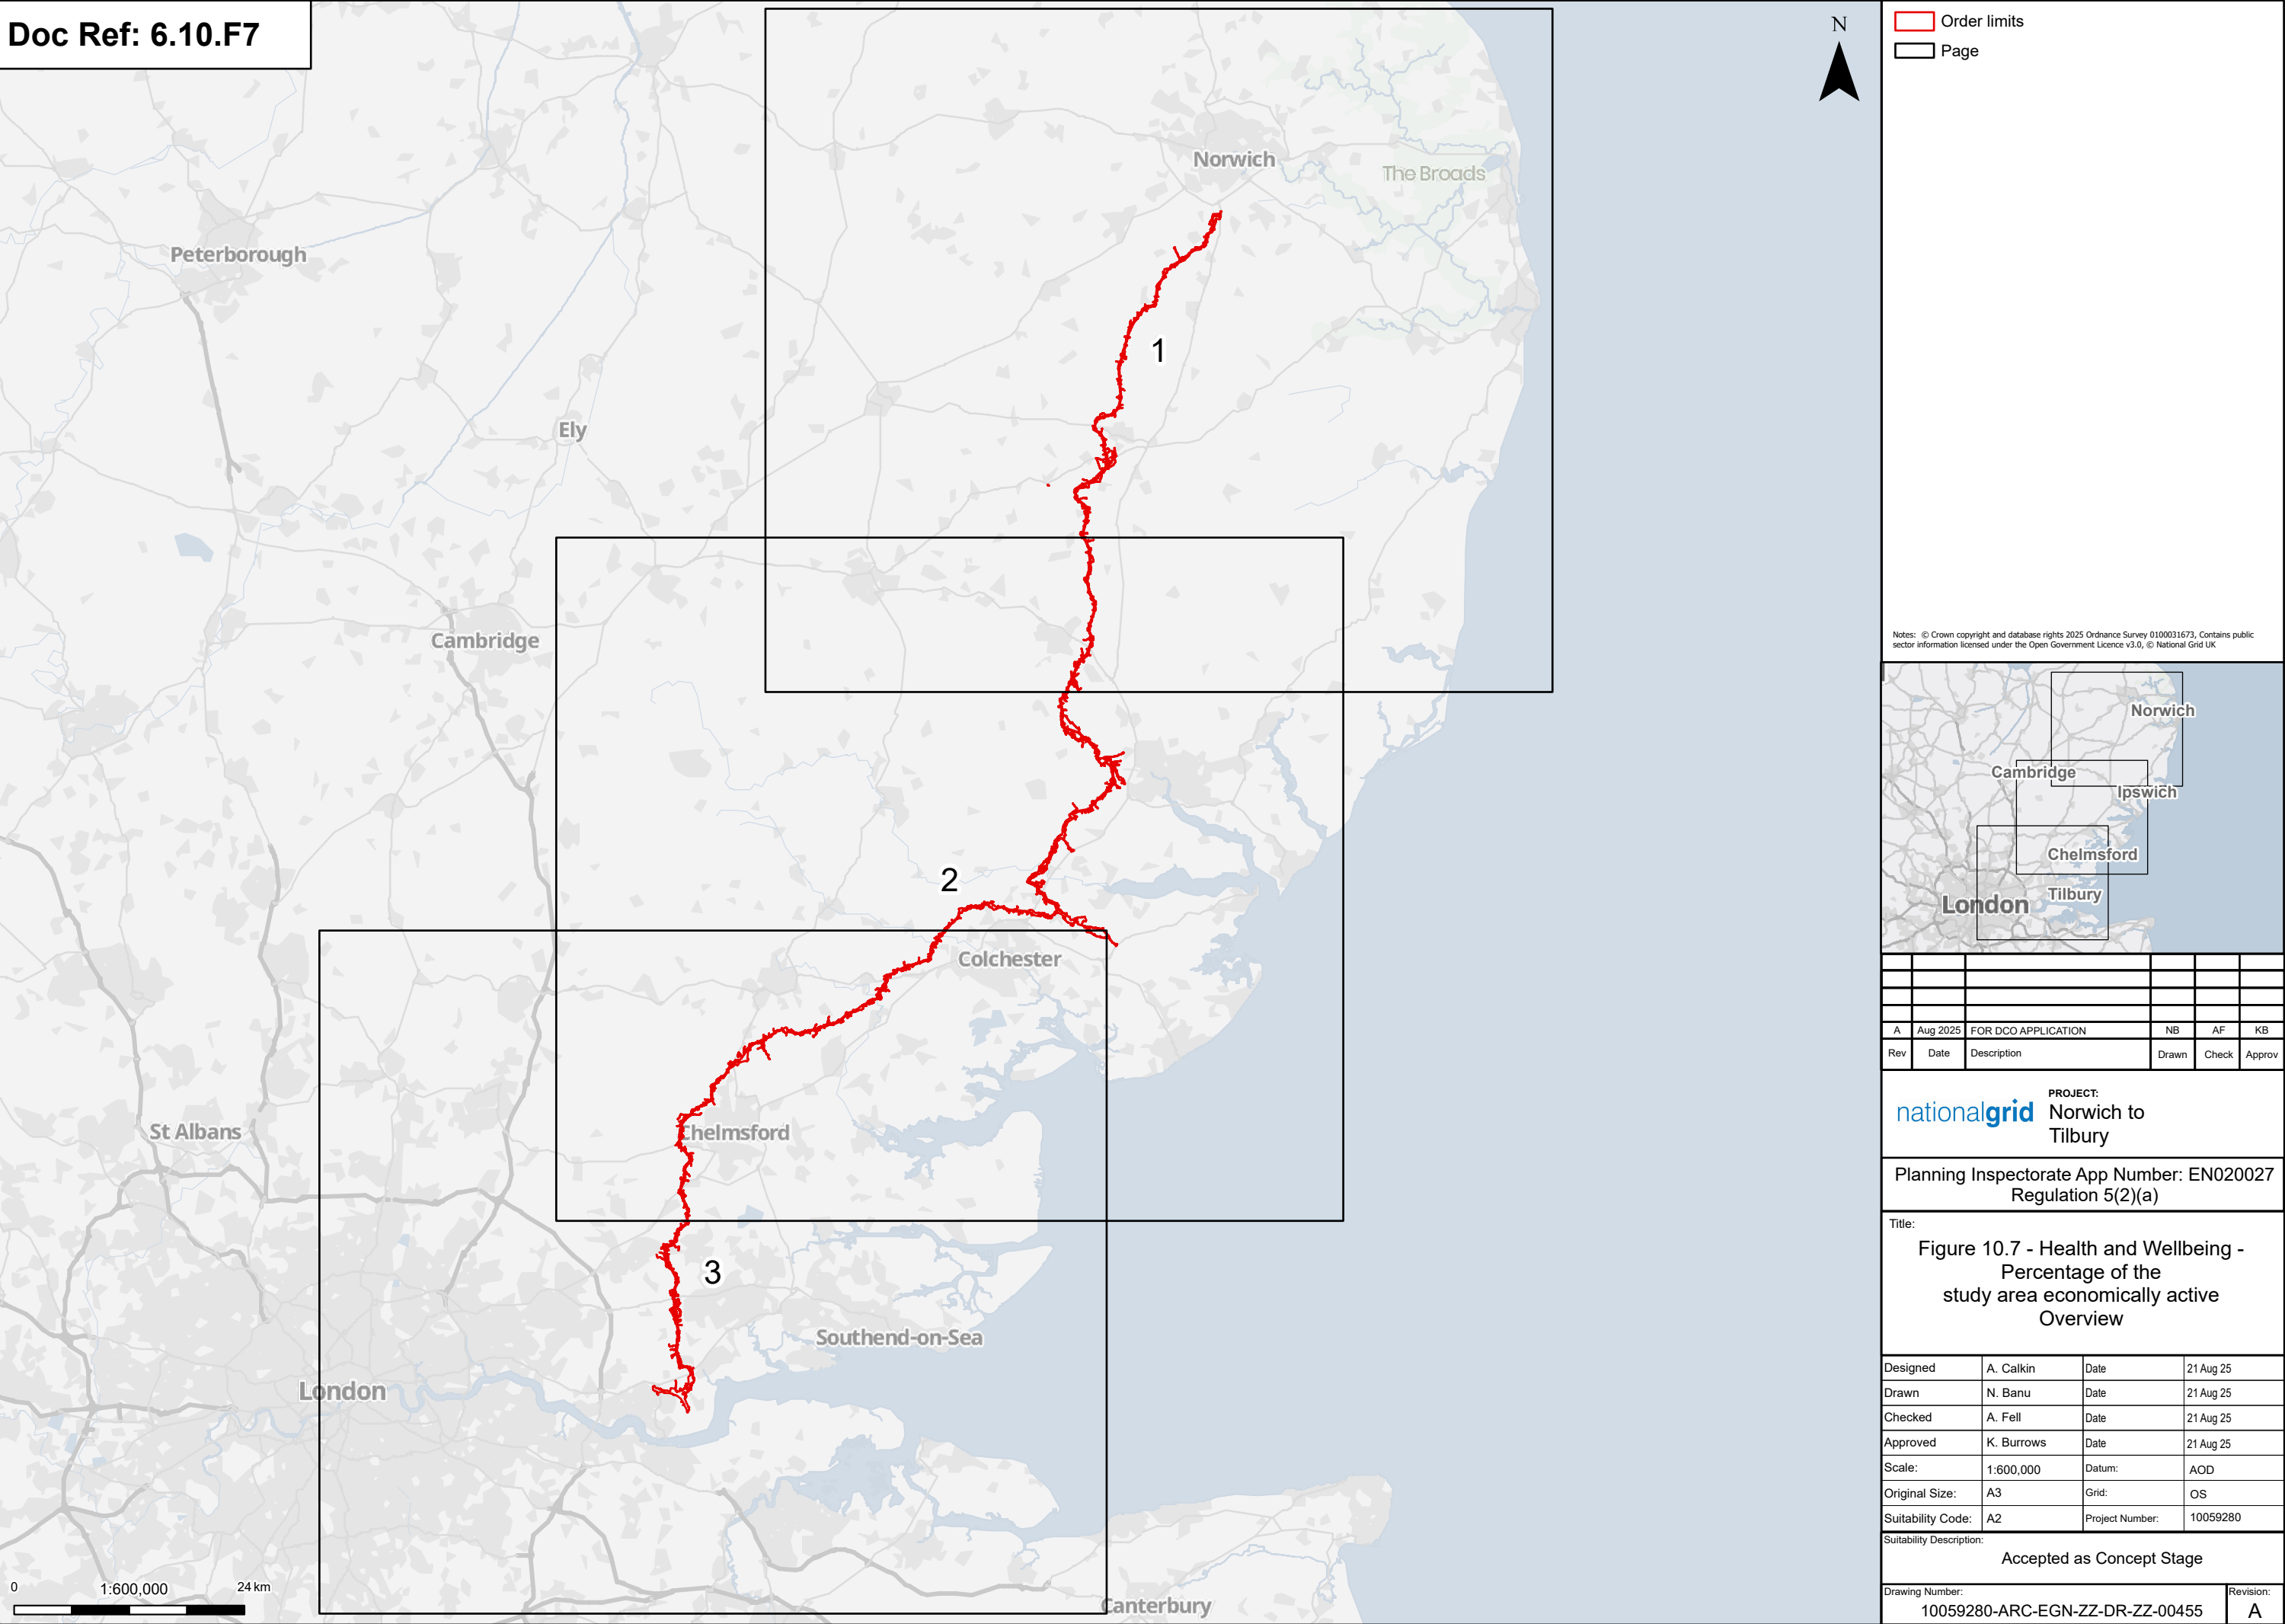 Doc Ref: 6.10.F7
N
Norwich
The Broads
Peterborough
1
Ely
Cambridge
2
Colchester
Chelmsford
St Albans
3
Southend-on-Sea
London
Canterbury
0 1:600,000 24 km
Order limits
Page
Notes: © Crown copyright and database rights 2025 Ordnance Survey 0100031673, Contains public
sector information licensed under the Open Government Licence v3.0, © National Grid UK
Norwich
Cambridge
Ipswich
Chelmsford
Tilbury
London
A Aug 2025 FOR DCO APPLICATION NB AF KB
Rev Date Description Drawn Check Approv
nationalgrid
PROJECT:
Norwich to
Tilbury
Planning Inspectorate App Number: EN020027
Regulation 5(2)(a)
Title:
Figure 10.7 - Health and Wellbeing -
Percentage of the
study area economically active
Overview
Designed A. Calkin Date 21 Aug 25
Drawn N. Banu Date 21 Aug 25
Checked A. Fell Date 21 Aug 25
Approved K. Burrows Date 21 Aug 25
Scale: 1:600,000 Datum: AOD
Original Size: A3 Grid: OS
Suitability Code: A2 Project Number: 10059280
Suitability Description:
Accepted as Concept Stage
Drawing Number: Revision:
10059280-ARC-EGN-ZZ-DR-ZZ-00455 A